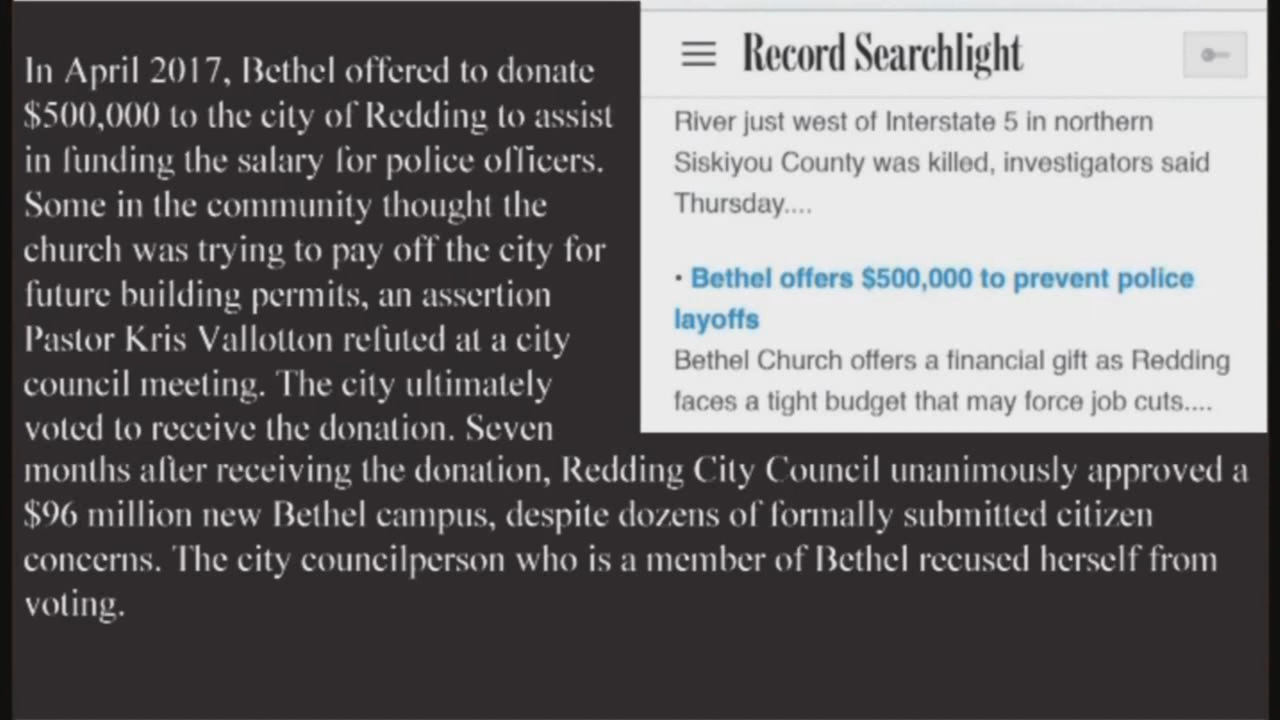 In April 2017, Bethel offered to donate
$500,000 to the city of Redding to assist
in funding the salary for police officers.
Some in the community thought the
church was trying to pay off the city for
future building permits, an assertion
Pastor Kris Vallotton refuted at a city
council meeting. The city ultimately
voted to receive the donation. Seven
months after receiving the donation, Redding City Council unanimously approved a
$96 million new Bethel campus, despite dozens of formally submitted citizen
concerns. The city councilperson who is a member of Bethel recused herself from
voting.
Record Searchlight
River just west of Interstate 5 in northern
Siskiyou County was killed, investigators said
Thursday....
· Bethel offers $500,000 to prevent police
layoffs
Bethel Church offers a financial gift as Redding
faces a tight budget that may force job cuts....